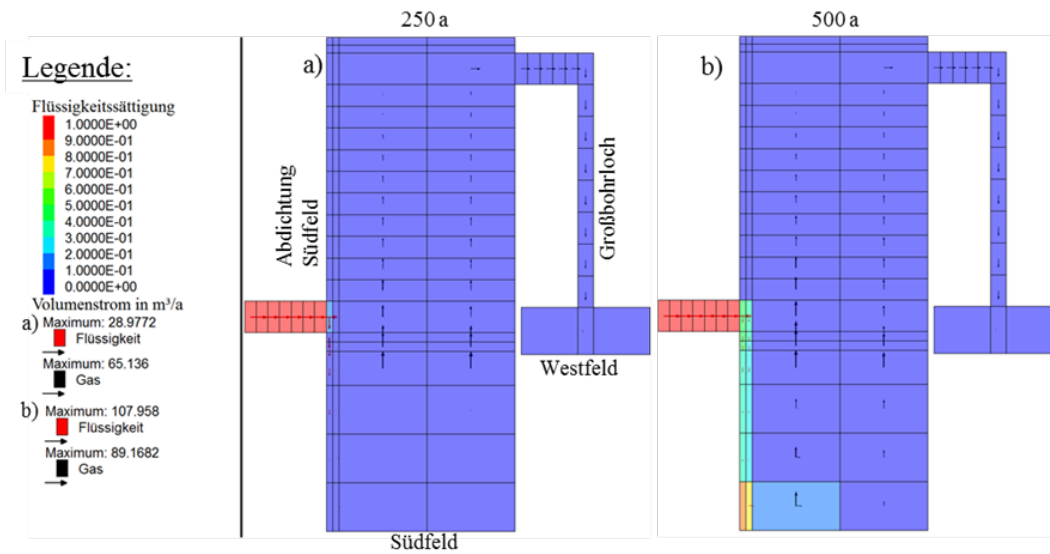 250 a
500 a
Legende:
Flüssigkeitssättigung
1.0000E+00
9.0000E-01
8.0000E-01
7.0000E-01
6.0000E-01
5.0000E-01
4.0000E-01
3.0000E-01
2.0000E-01
1.0000E-01
0.0000E+00
Volumenstrom in m³/a
a) Maximum: 28.9772
Flüssigkeit
Maximum: 65.136
Gas
b) Maximum: 107.958
Flüssigkeit
Maximum: 89.1682
Gas
a)
Abdichtung
Südfeld
Großbohrloch
Westfeld
Südfeld
b)